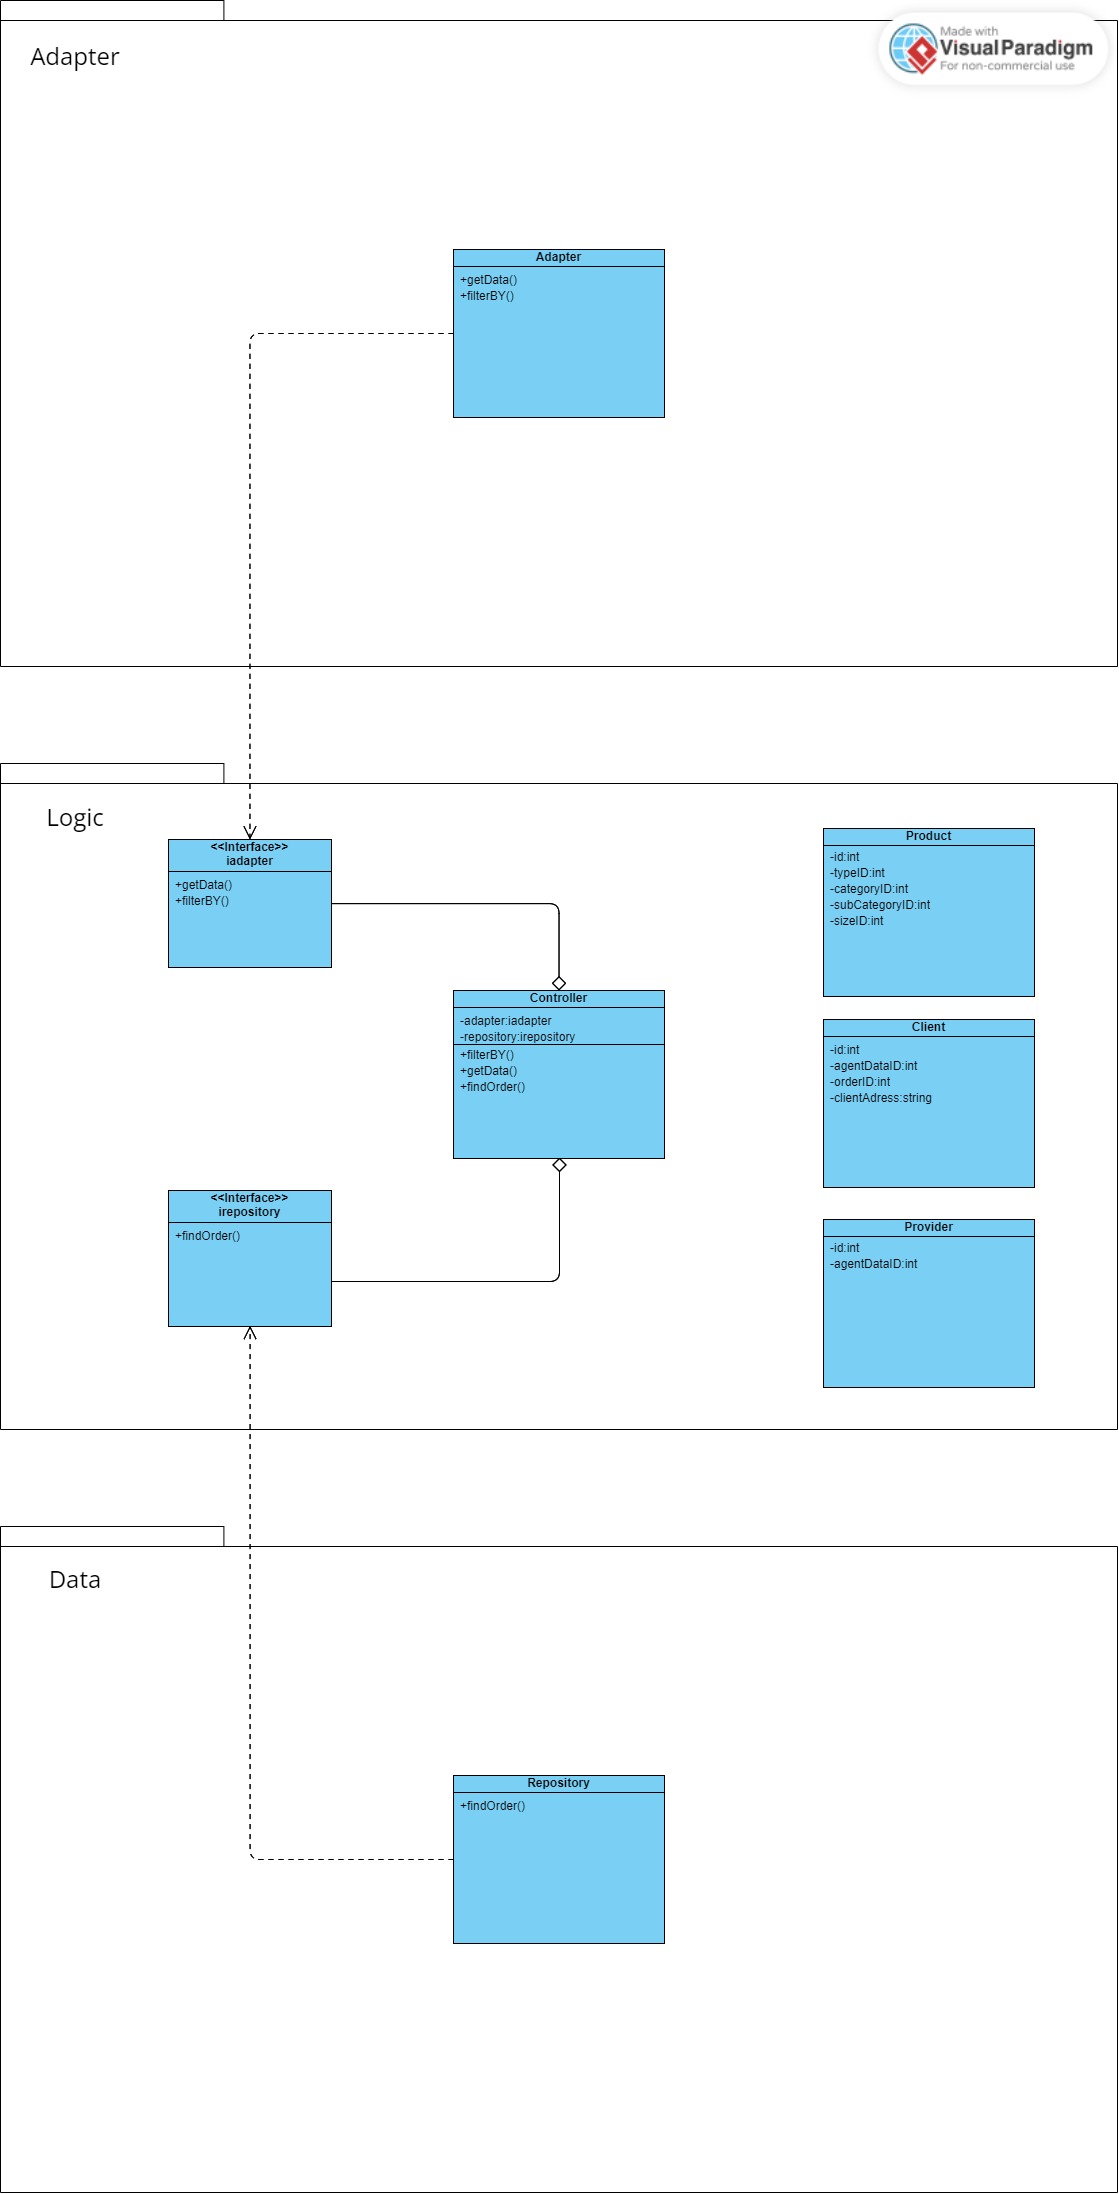 Adapter
Made with
Visual Paradigm
For non-commercial use
Adapter
+getData()
+filterBY()
Logic
<<Interface>>
iadapter
+getData()
+filterBY()
Product
-id:int
-typeID:int
-categoryID:int
-subCategoryID:int
-sizeID:int
Controller
-adapter:iadapter
-repository:irepository
+filterBY()
+getData()
+findOrder()
Client
-id:int
-agentDataID:int
-orderID:int
-clientAdress:string
<<Interface>>
irepository
+findOrder()
Provider
-id:int
-agentDataID:int
Data
Repository
+findOrder()